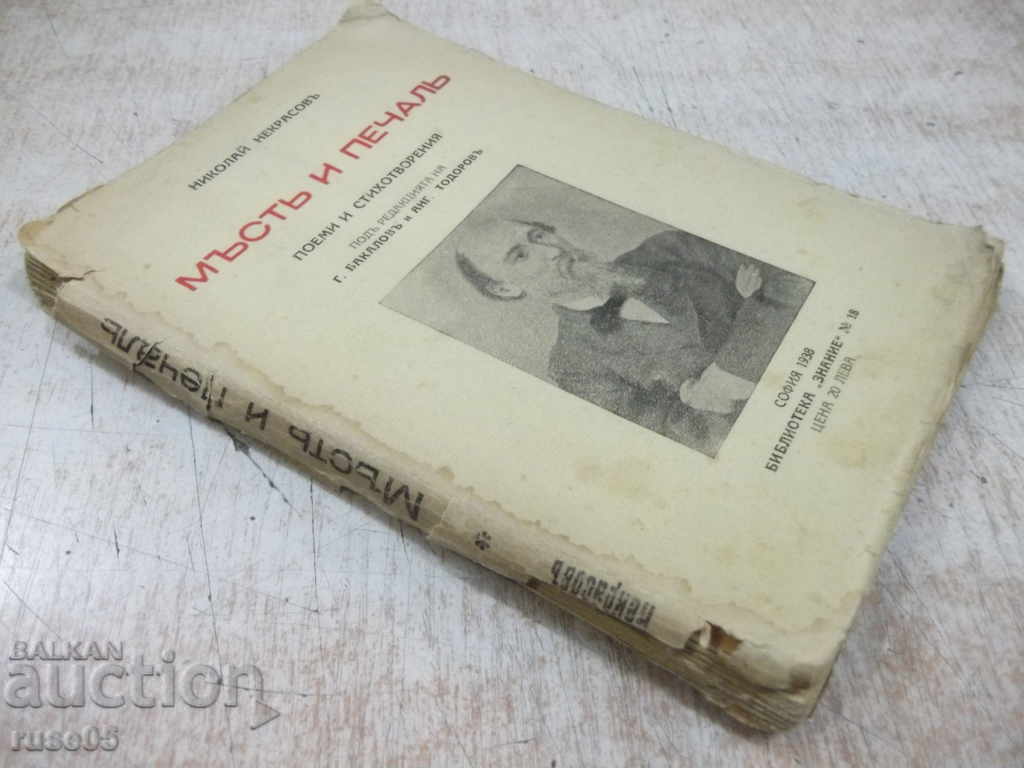 НИКОЛАЙ НЕКРАСОВЪ
МЪСТЬ И ПЕЧАЛЬ
ПОЕМИ И СТИХОТВОРЕНИЯ
ПОДЪ РЕДАКЦИЯТА НА
Г. БАКАЛОВЪ И АНГ. ТОДОРОВЪ
СОФИЯ 1938
БИБЛИОТЕКА „ЗНАНИЕ" № 18
ЦЕНА 20 ЛЕВА
Некрасовъ * Мъсть и Печаль
BALKAN
auction
ruse05